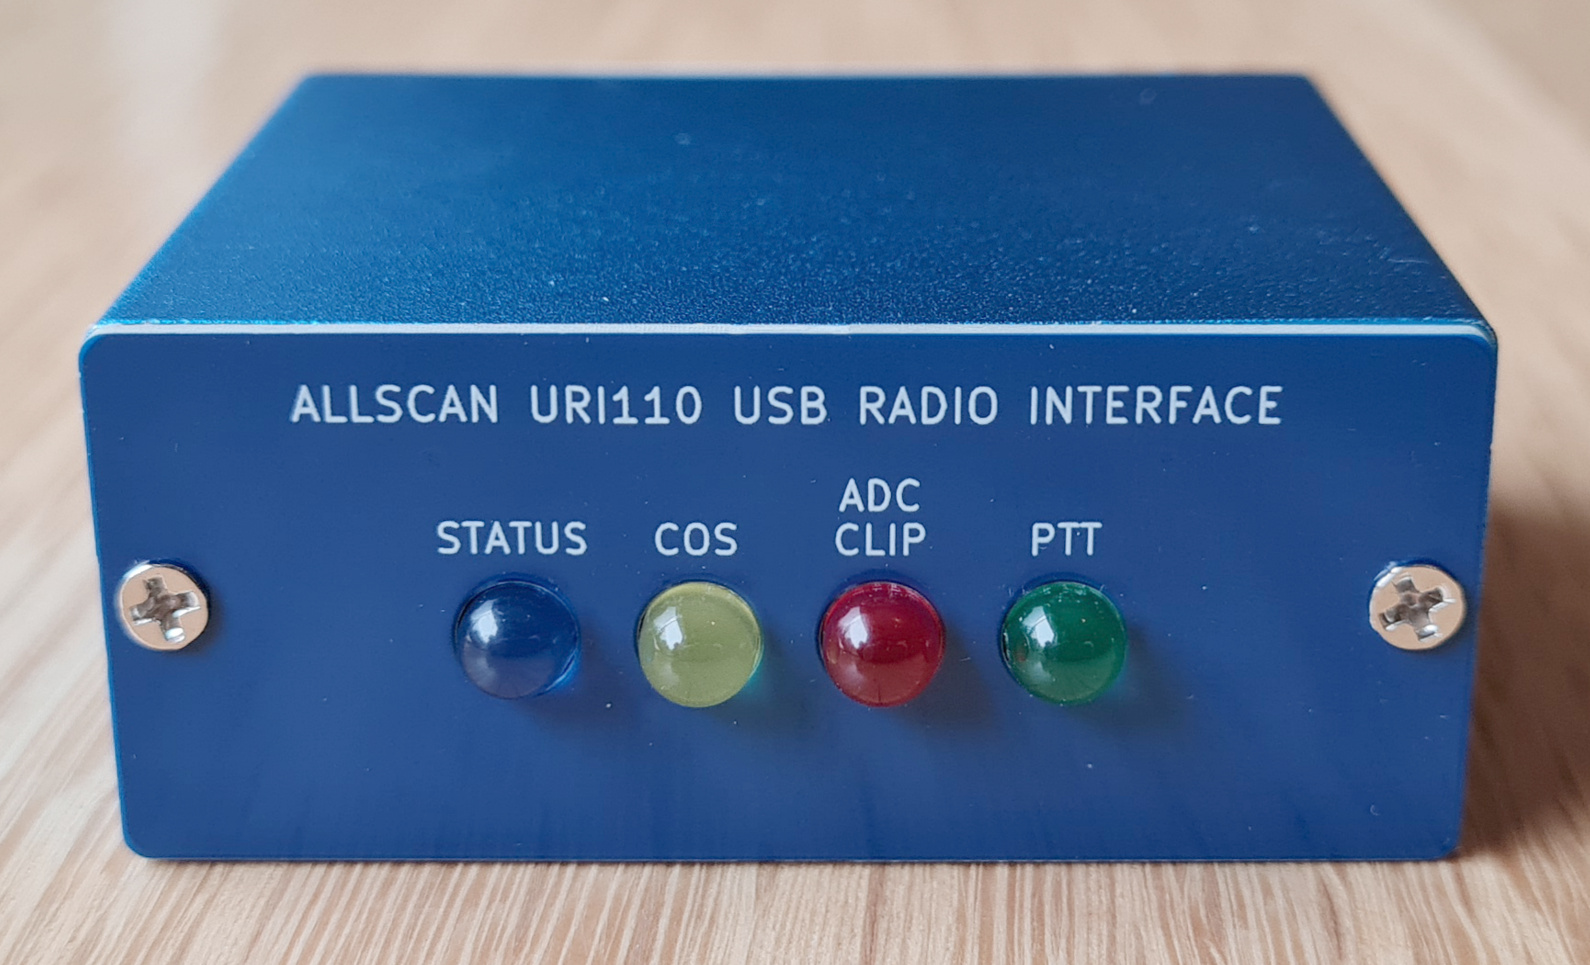 ALLSCAN URI110 USB RADIO INTERFACE
STATUS COS ADC CLIP PTT